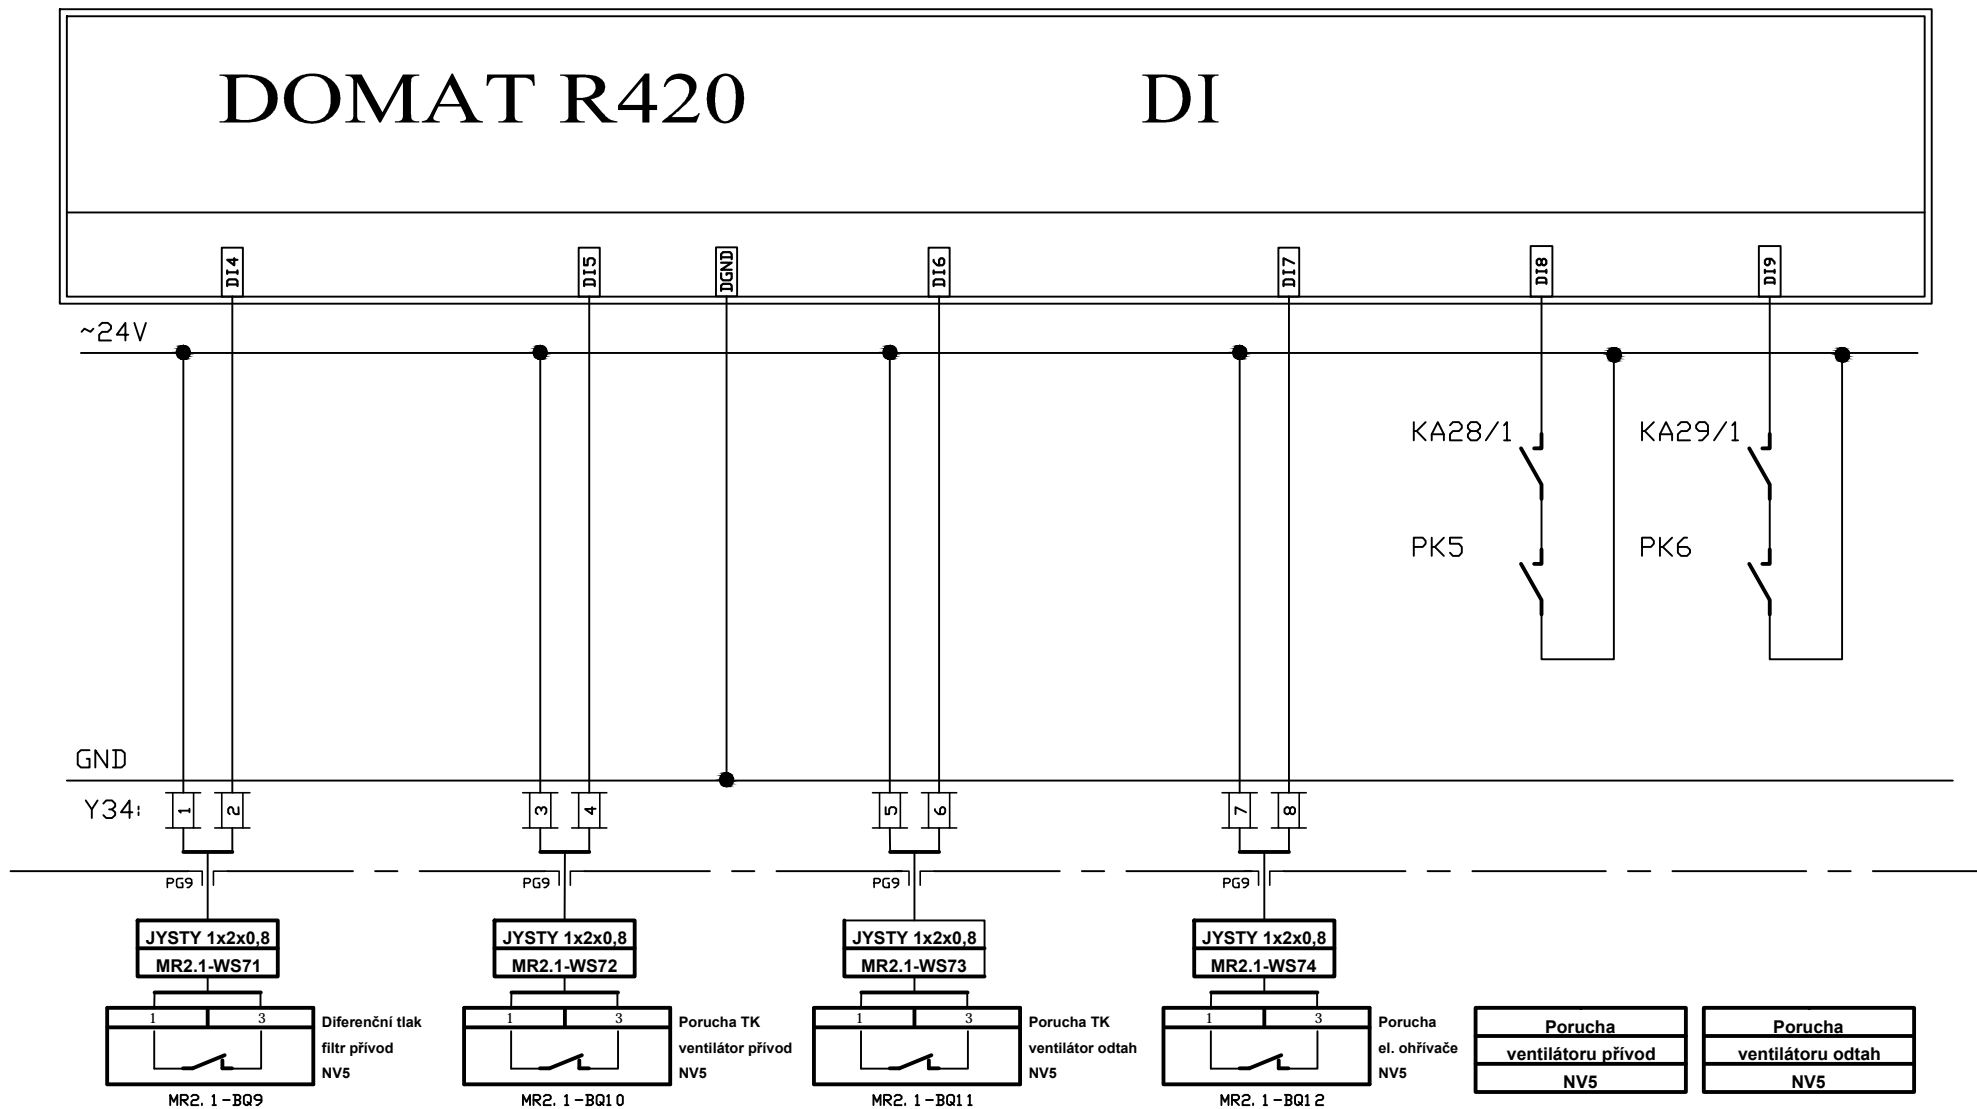 DOMAT R420 DI
DI4 DI5 DGND DI6 DI7 DI8 DI9
~24V
KA28/1 KA29/1
PK5 PK6
GND
Y34: 1 2 3 4 5 6 7 8
PG9 PG9 PG9 PG9
JYSTY 1x2x0,8 JYSTY 1x2x0,8 JYSTY 1x2x0,8 JYSTY 1x2x0,8
MR2.1-WS71 MR2.1-WS72 MR2.1-WS73 MR2.1-WS74
1 3
Diferenční tlak
filtr přívod
NV5
MR2.1-BQ9
1 3
Porucha TK
ventilátor přívod
NV5
MR2.1-BQ10
1 3
Porucha TK
ventilátor odtah
NV5
MR2.1-BQ11
1 3
Porucha
el. ohřívače
NV5
MR2.1-BQ12
Porucha
ventilátoru přívod
NV5
Porucha
ventilátoru odtah
NV5